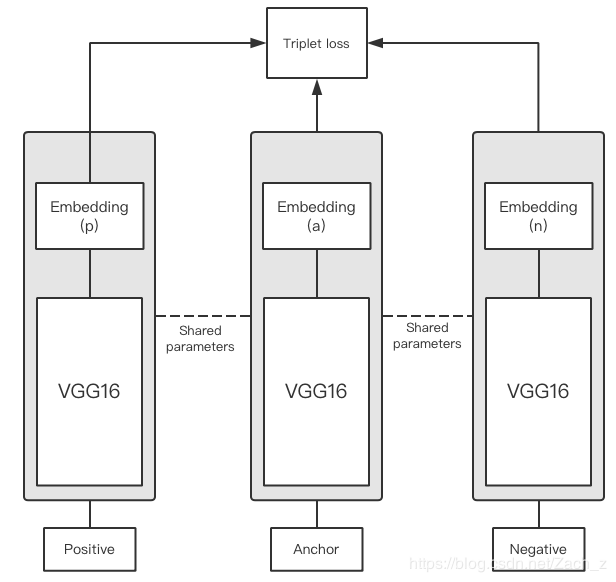 Triplet loss
Embedding
(p)
Embedding
(a)
Embedding
(n)
Shared
parameters
Shared
parameters
VGG16
VGG16
VGG16
Positive
Anchor
Negative
https://blog.csdn.net/Zach_z